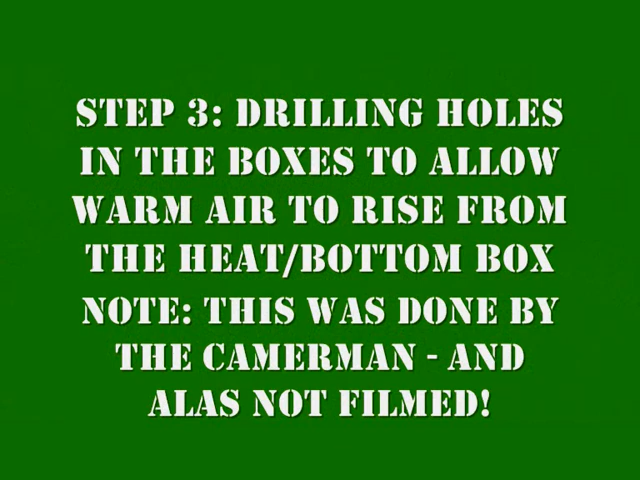 STEP 3: DRILLING HOLES
IN THE BOXES TO ALLOW
WARM AIR TO RISE FROM
THE HEAT/BOTTOM BOX
NOTE: THIS WAS DONE BY
THE CAMERMAN - AND
ALAS NOT FILMED!